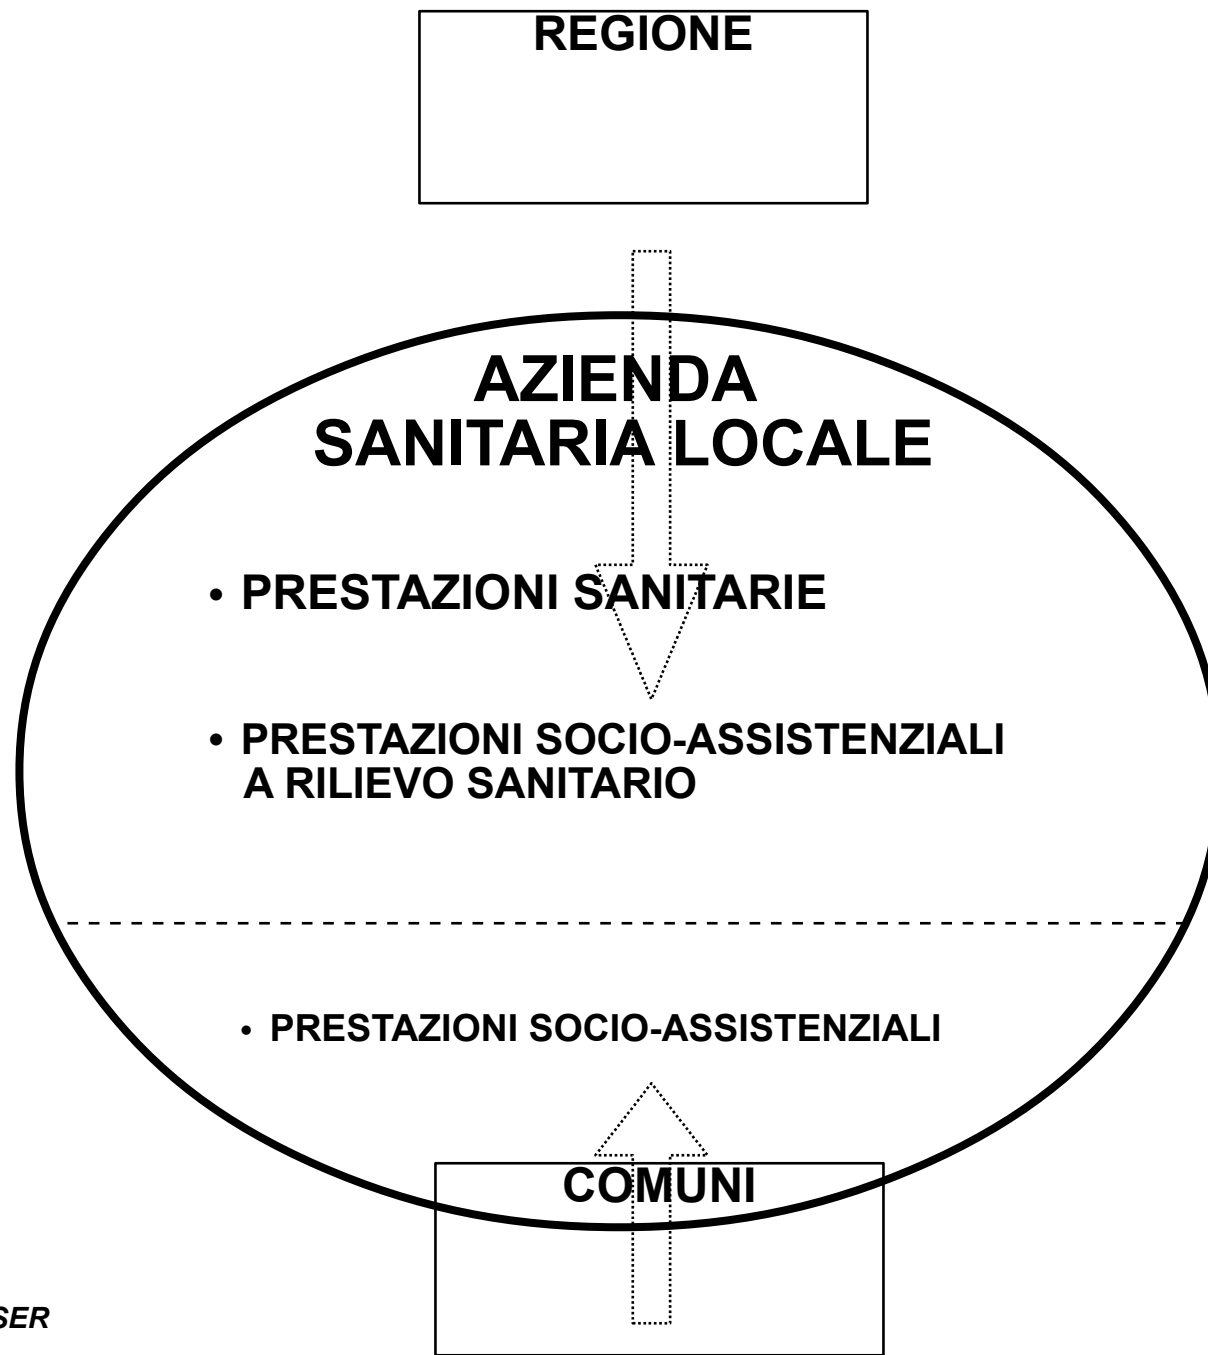 REGIONE
AZIENDA
SANITARIA LOCALE
• PRESTAZIONI SANITARIE
• PRESTAZIONI SOCIO-ASSISTENZIALI
A RILIEVO SANITARIO
• PRESTAZIONI SOCIO-ASSISTENZIALI
COMUNI
SER